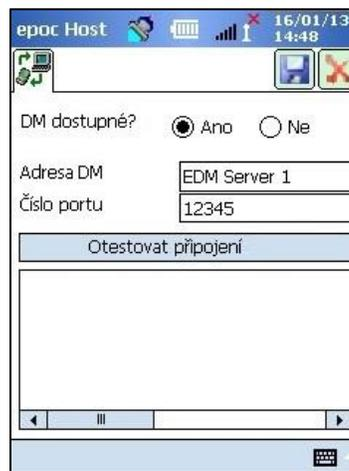 epoc Host 16/01/13
14:48
DM dostupné? Ano Ne
Adresa DM EDM Server 1
Číslo portu 12345
Otestovat připojení